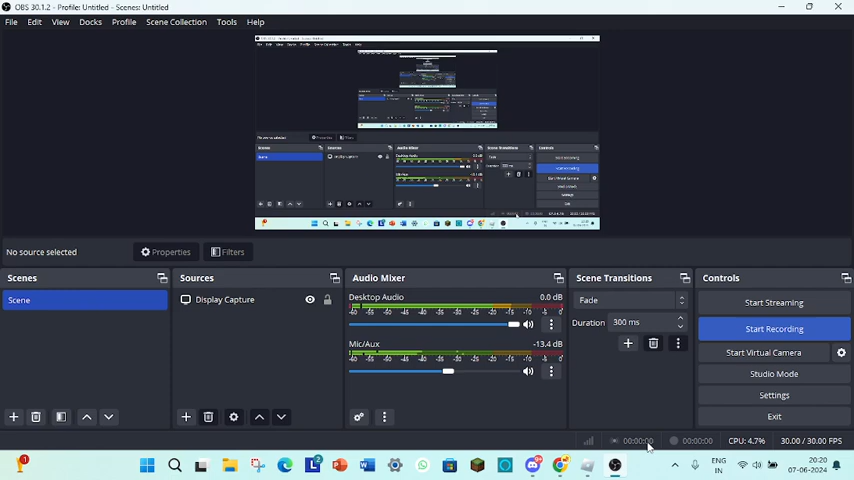 OBS 30.1.2 - Profile: Untitled - Scenes: Untitled
File Edit View Docks Profile Scene Collection Tools Help
No source selected Properties Filters
Scenes
Scene
Sources
Display Capture
Audio Mixer
Desktop Audio 0.0 dB
-60 -55 -50 -45 -40 -35 -30 -25 -20 -15 -10 -5 0
Mic/Aux -13.4 dB
-60 -55 -50 -45 -40 -35 -30 -25 -20 -15 -10 -5 0
Scene Transitions
Fade
Duration 300 ms
Controls
Start Streaming
Start Recording
Start Virtual Camera
Studio Mode
Settings
Exit
00:00:00 00:00:00 CPU: 4.7% 30.00 / 30.00 FPS
ENG
IN
20:20
07-06-2024